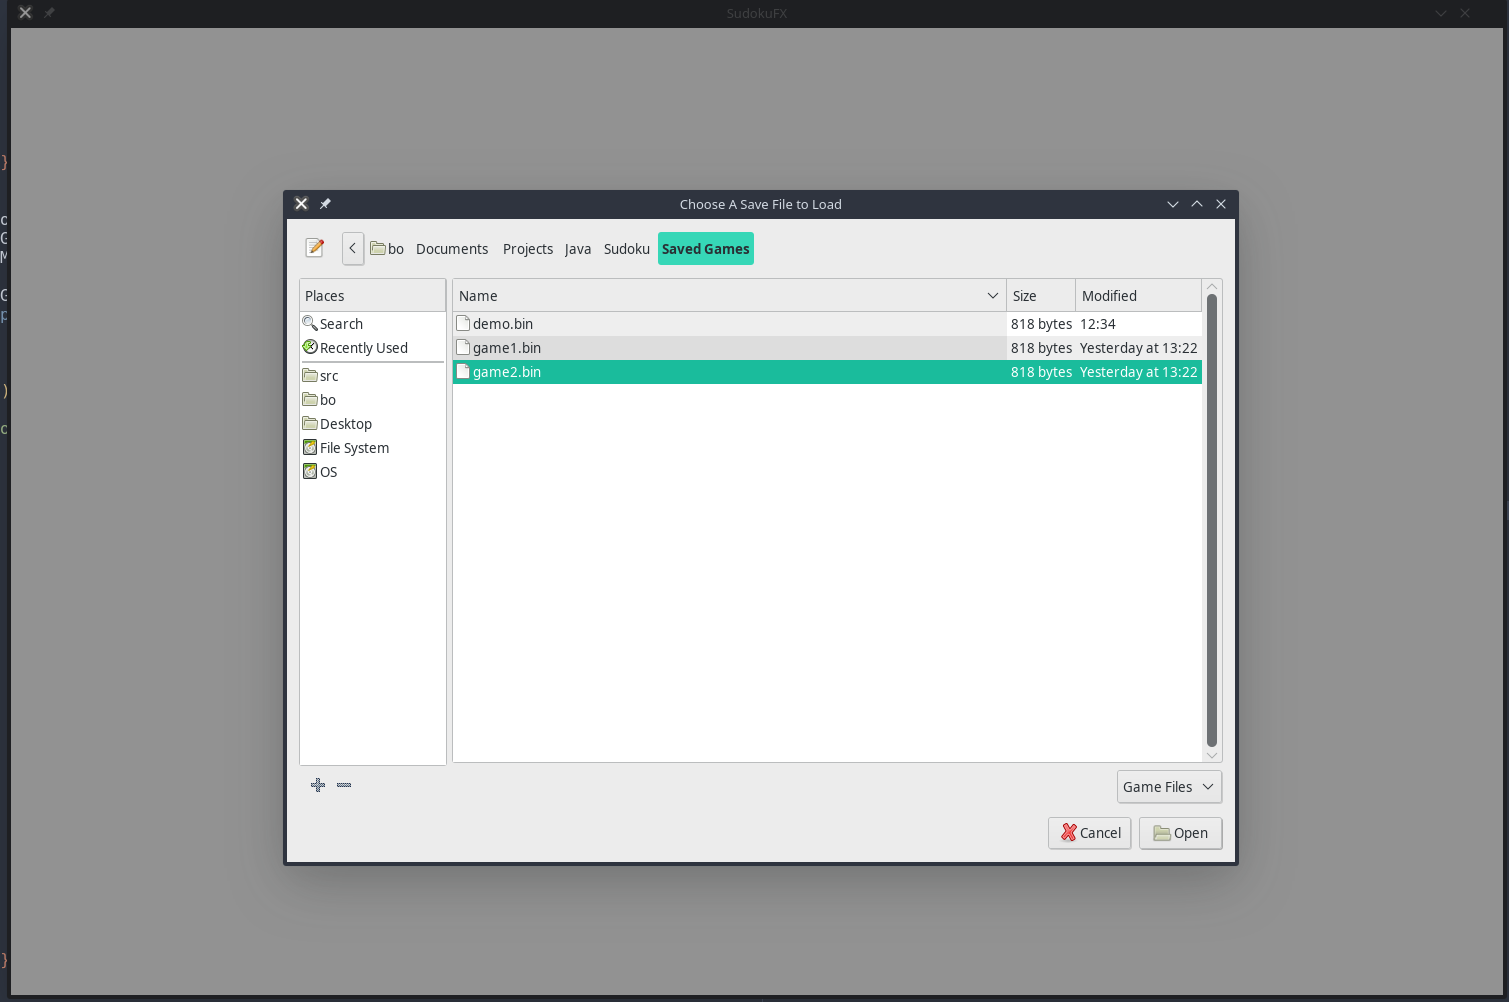 SudokuFX
Choose A Save File to Load
bo Documents Projects Java Sudoku Saved Games
Places
Name Size Modified
Search
demo.bin 818 bytes 12:34
Recently Used
game1.bin 818 bytes Yesterday at 13:22
src
game2.bin 818 bytes Yesterday at 13:22
bo
Desktop
File System
OS
Game Files
Cancel Open